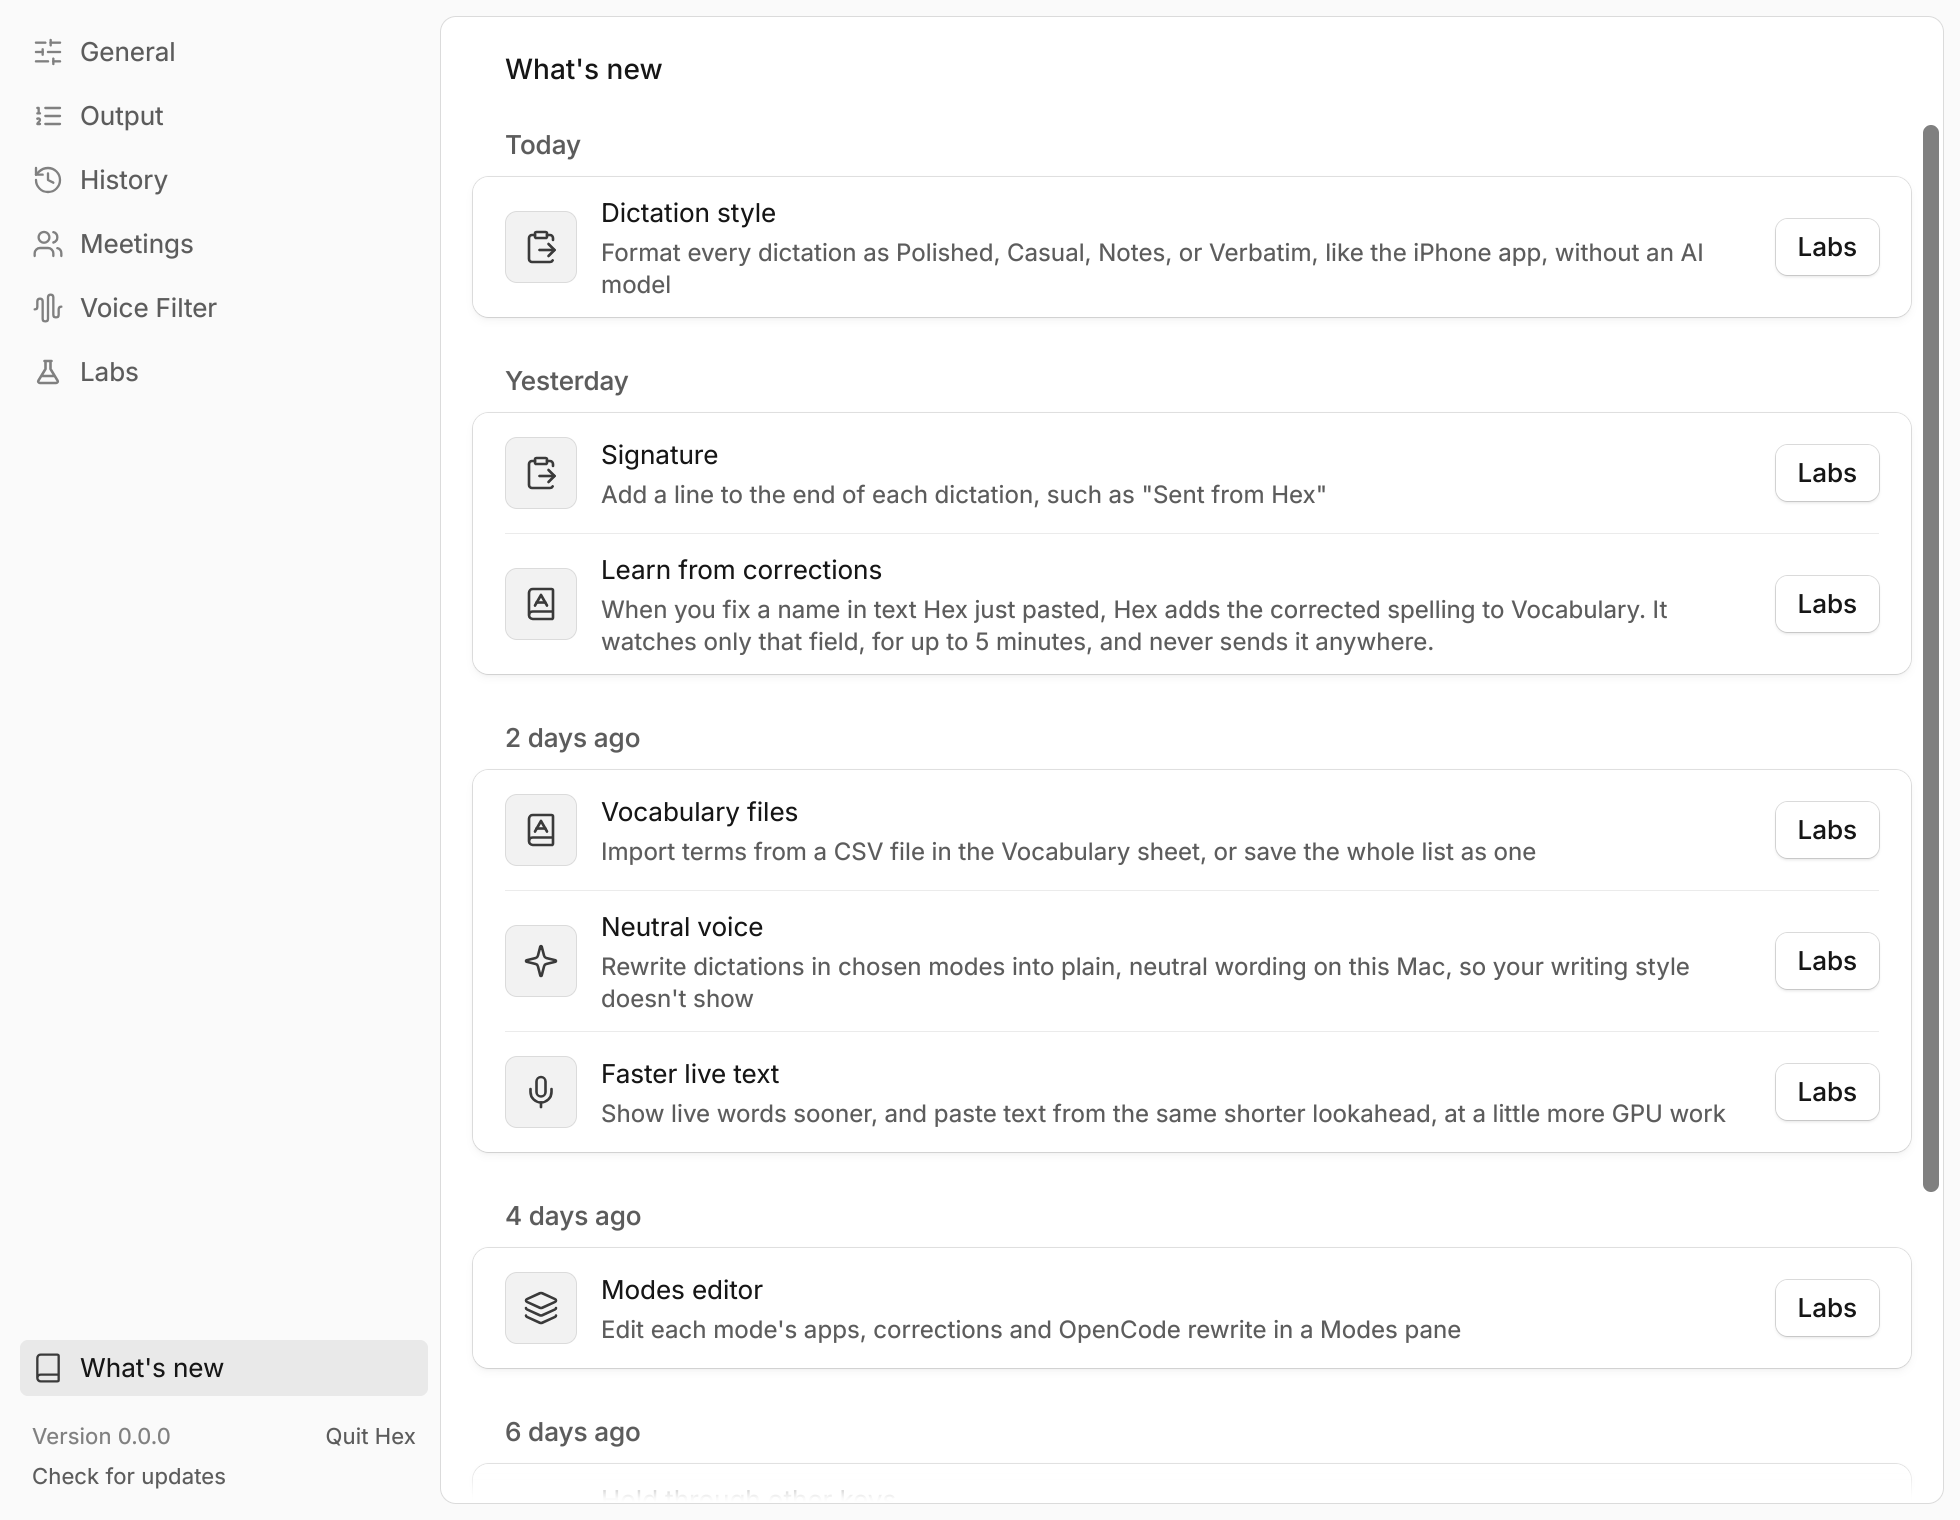 General
Output
History
Meetings
Voice Filter
Labs
What's new
Version 0.0.0
Quit Hex
Check for updates
What's new
Today
Dictation style
Format every dictation as Polished, Casual, Notes, or Verbatim, like the iPhone app, without an AI
model
Labs
Yesterday
Signature
Add a line to the end of each dictation, such as "Sent from Hex"
Labs
Learn from corrections
When you fix a name in text Hex just pasted, Hex adds the corrected spelling to Vocabulary. It
watches only that field, for up to 5 minutes, and never sends it anywhere.
Labs
2 days ago
Vocabulary files
Import terms from a CSV file in the Vocabulary sheet, or save the whole list as one
Labs
Neutral voice
Rewrite dictations in chosen modes into plain, neutral wording on this Mac, so your writing style
doesn't show
Labs
Faster live text
Show live words sooner, and paste text from the same shorter lookahead, at a little more GPU work
Labs
4 days ago
Modes editor
Edit each mode's apps, corrections and OpenCode rewrite in a Modes pane
Labs
6 days ago